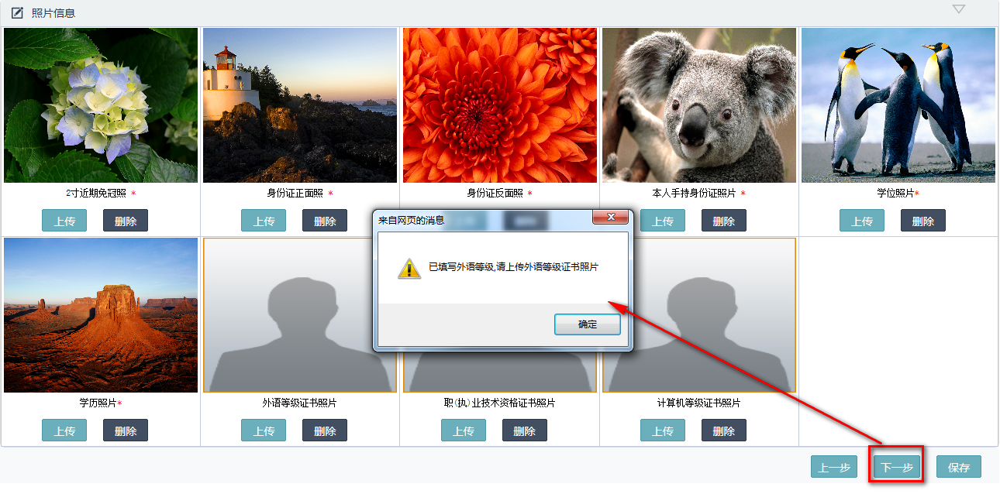 照片信息
2寸近期免冠照 *
身份证正面照 *
身份证反面照 *
本人手持身份证照片 *
学位照片*
上传 删除
上传 删除
上传 删除
上传 删除
来自网页的消息
已填写外语等级,请上传外语等级证书照片
确定
学历照片*
外语等级证书照片
职(执)业技术资格证书照片
计算机等级证书照片
上传 删除
上传 删除
上传 删除
上传 删除
上一步
下一步
保存